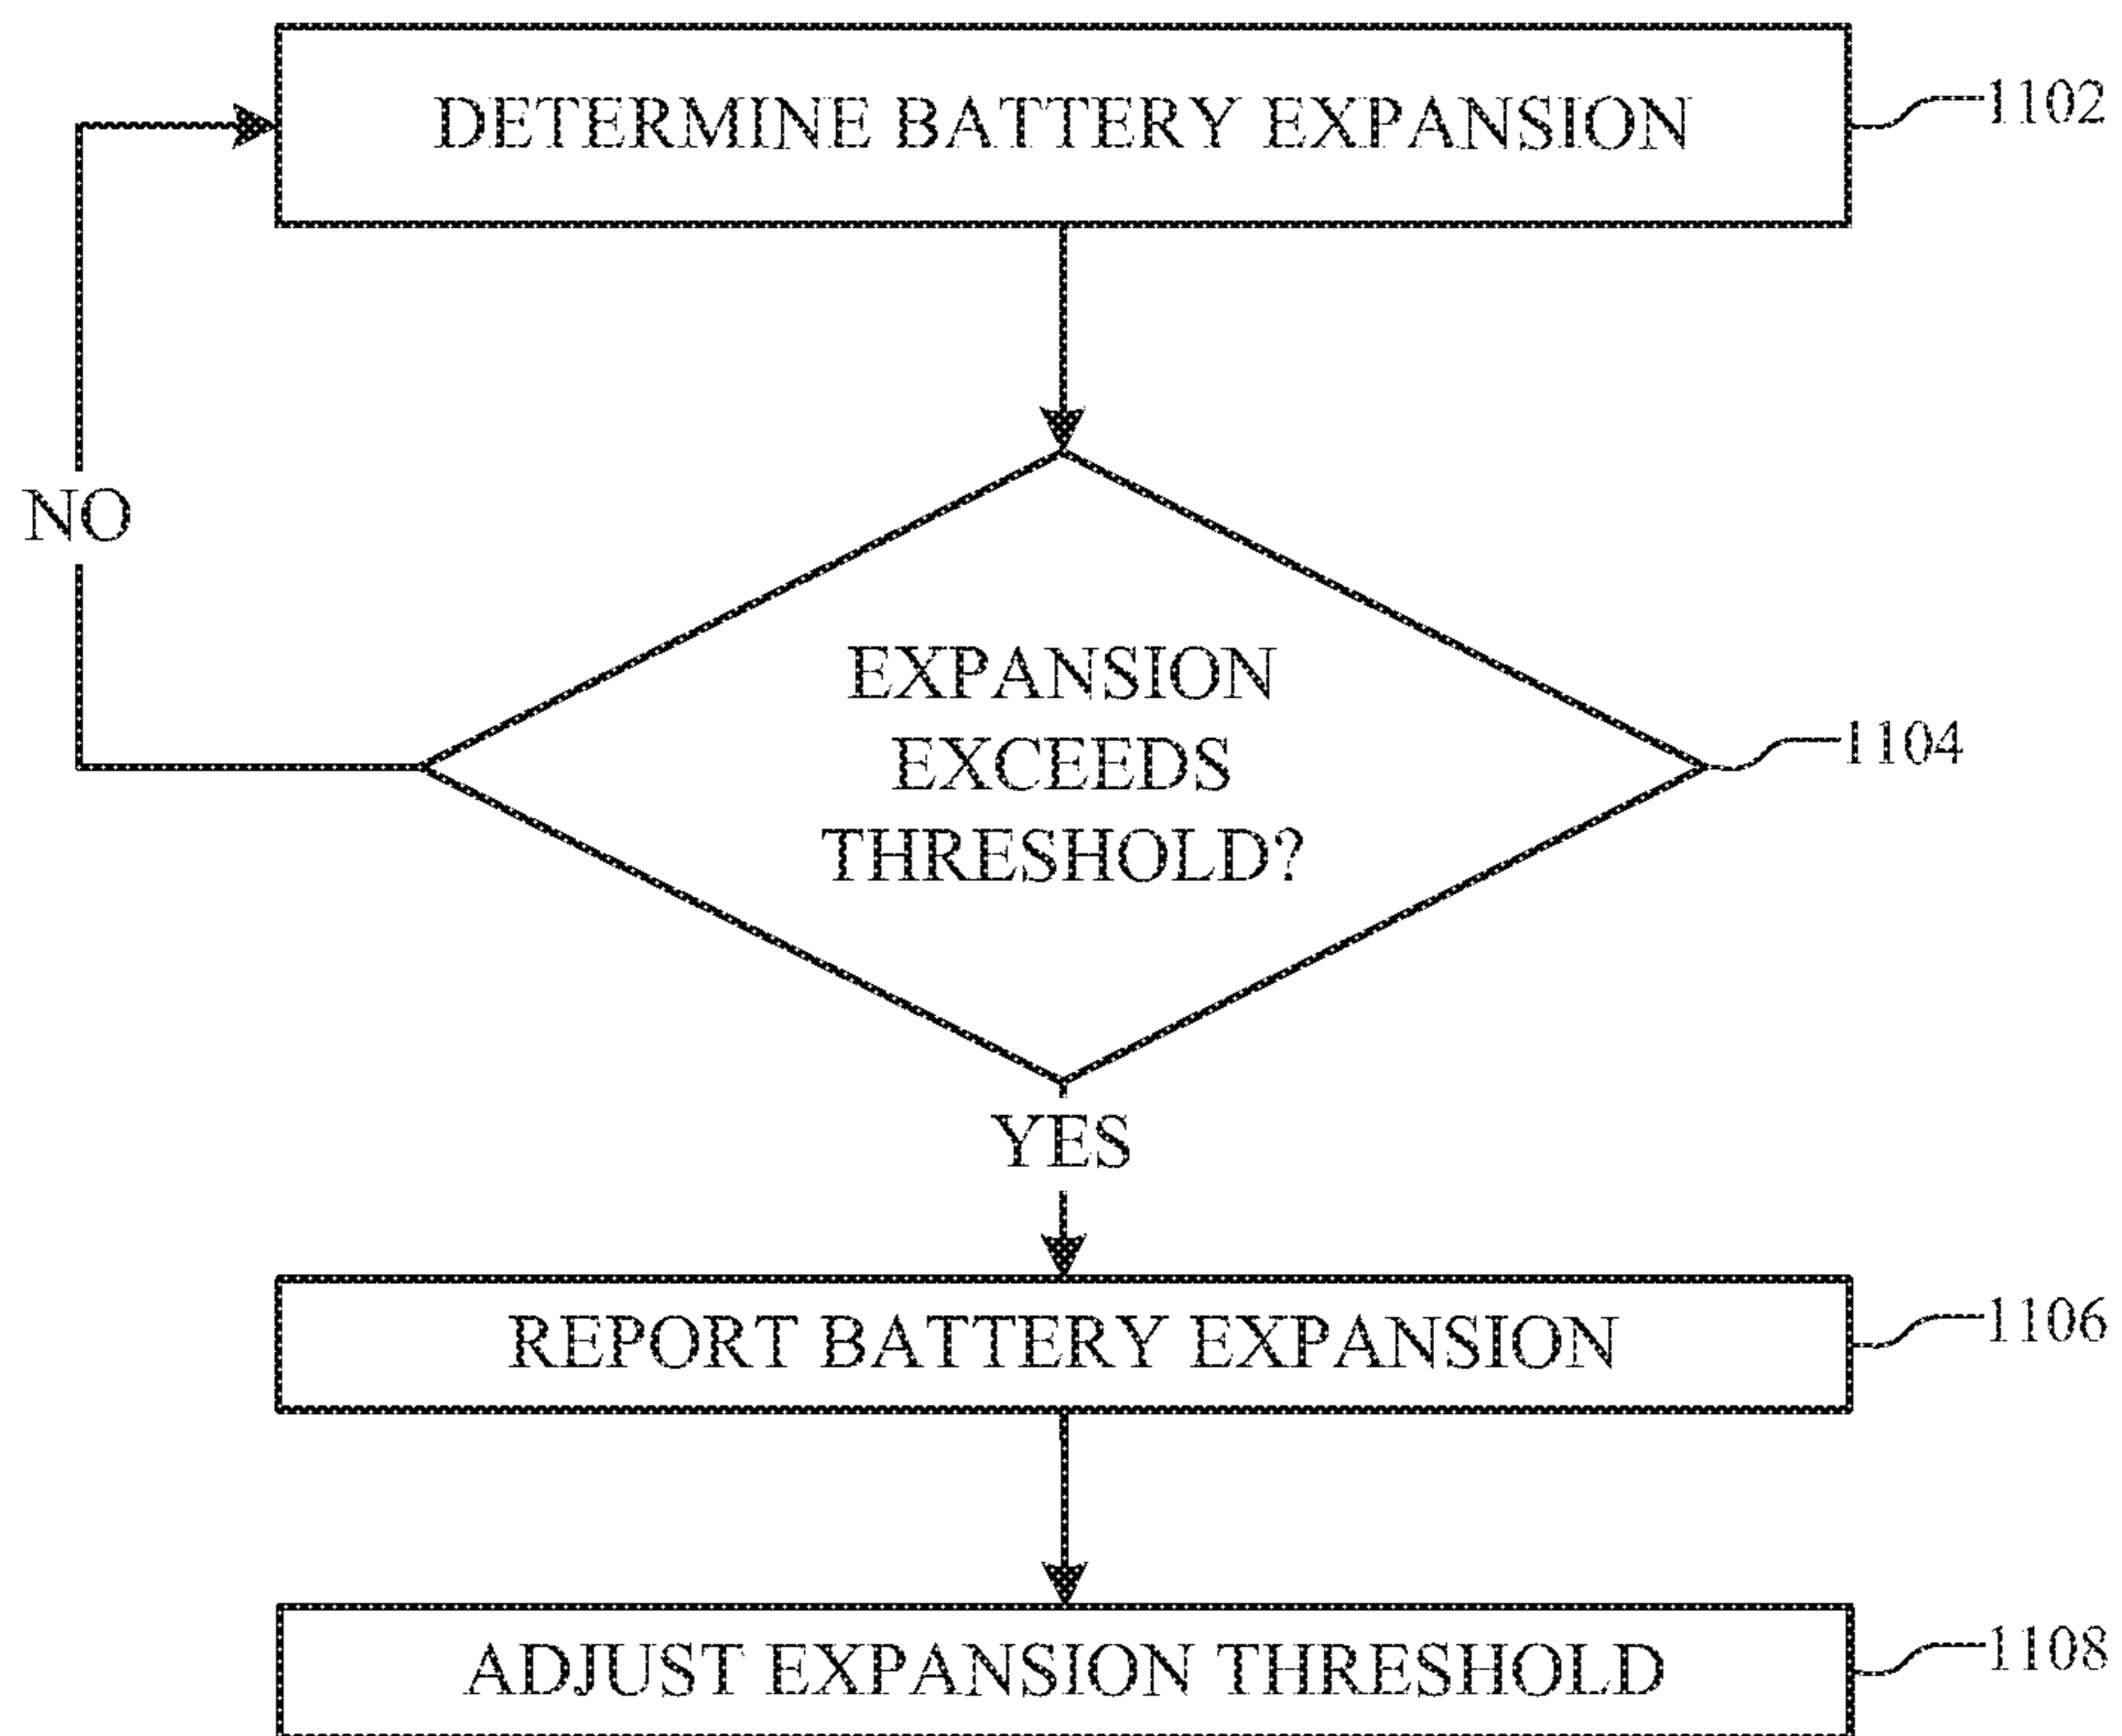 DETERMINE BATTERY EXPANSION
1102
NO
EXPANSION
EXCEEDS
THRESHOLD?
1104
YES
REPORT BATTERY EXPANSION
1106
ADJUST EXPANSION THRESHOLD
1108